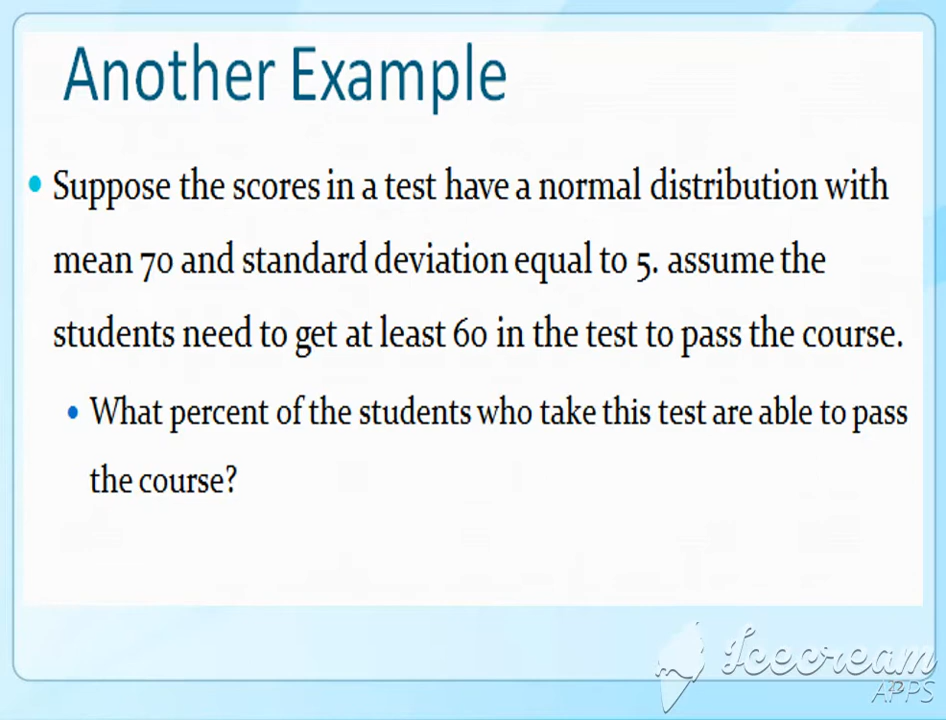 Another Example
• Suppose the scores in a test have a normal distribution with
mean 70 and standard deviation equal to 5. assume the
students need to get at least 60 in the test to pass the course.
• What percent of the students who take this test are able to pass
the course?
Icecream
APPS